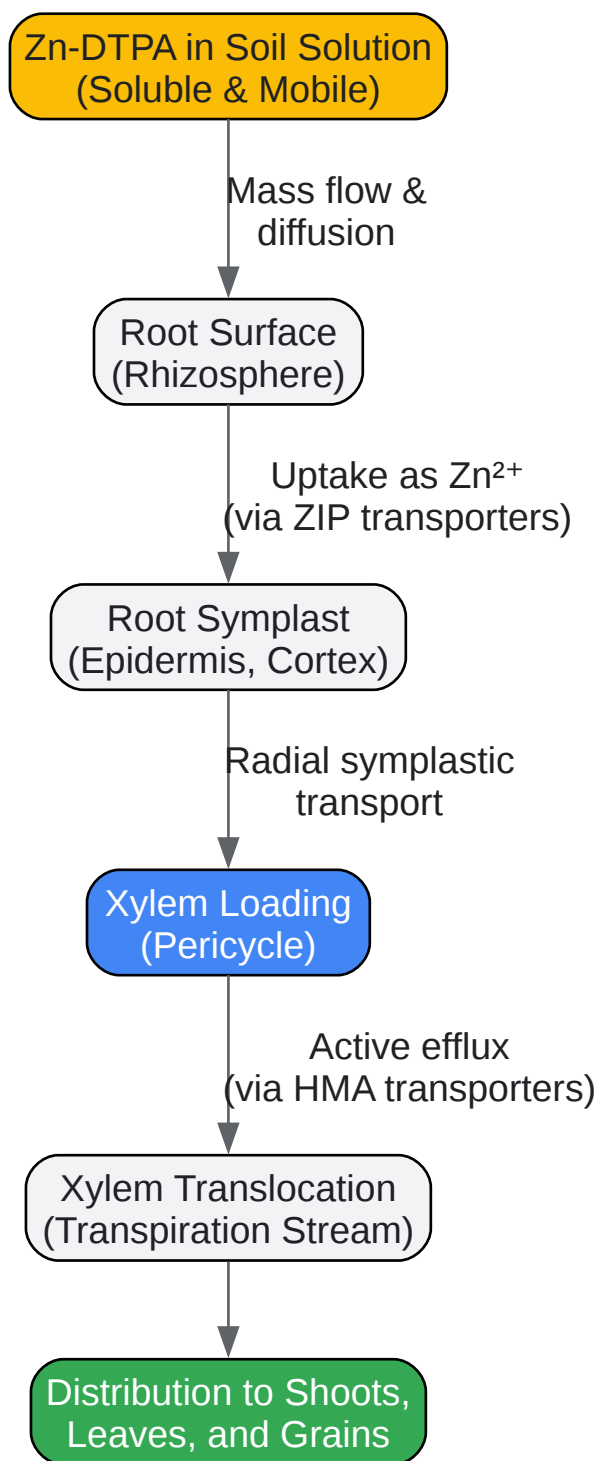 Zn-DTPA in Soil Solution
(Soluble & Mobile)
Mass flow &
diffusion
Root Surface
(Rhizosphere)
Uptake as Zn²⁺
(via ZIP transporters)
Root Symplast
(Epidermis, Cortex)
Radial symplastic
transport
Xylem Loading
(Pericycle)
Active efflux
(via HMA transporters)
Xylem Translocation
(Transpiration Stream)
Distribution to Shoots,
Leaves, and Grains